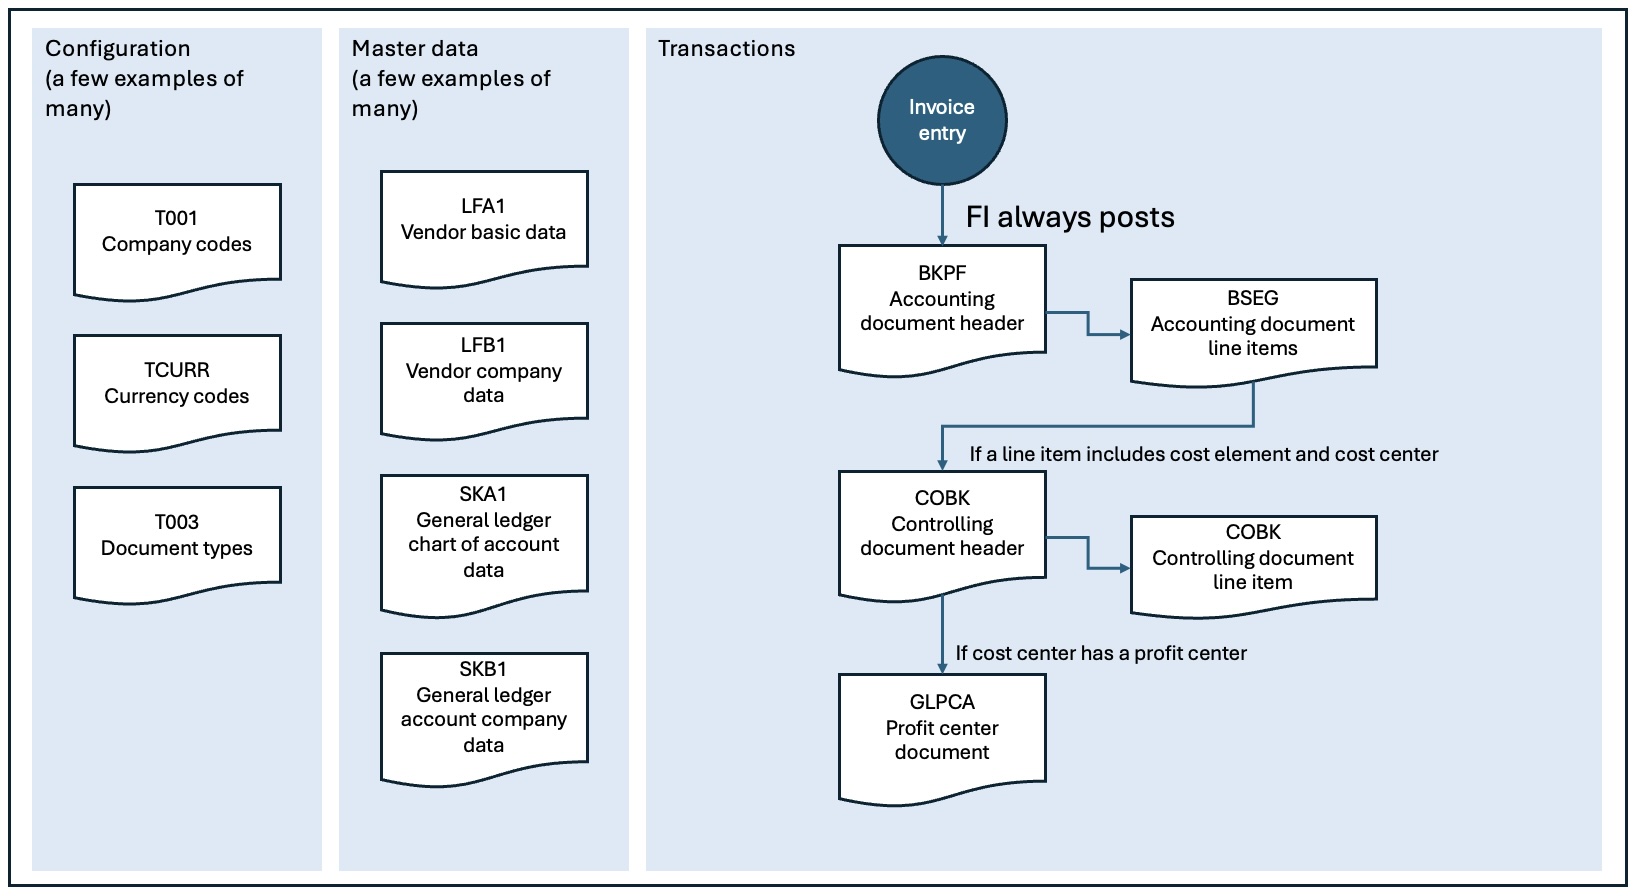 Configuration
(a few examples of
many)
T001
Company codes
TCURR
Currency codes
T003
Document types
Master data
(a few examples of
many)
LFA1
Vendor basic data
LFB1
Vendor company
data
SKA1
General ledger
chart of account
data
SKB1
General ledger
account company
data
Transactions
Invoice
entry
FI always posts
BKPF
Accounting
document header
BSEG
Accounting document
line items
If a line item includes cost element and cost center
COBK
Controlling
document header
COBK
Controlling document
line item
If cost center has a profit center
GLPCA
Profit center
document